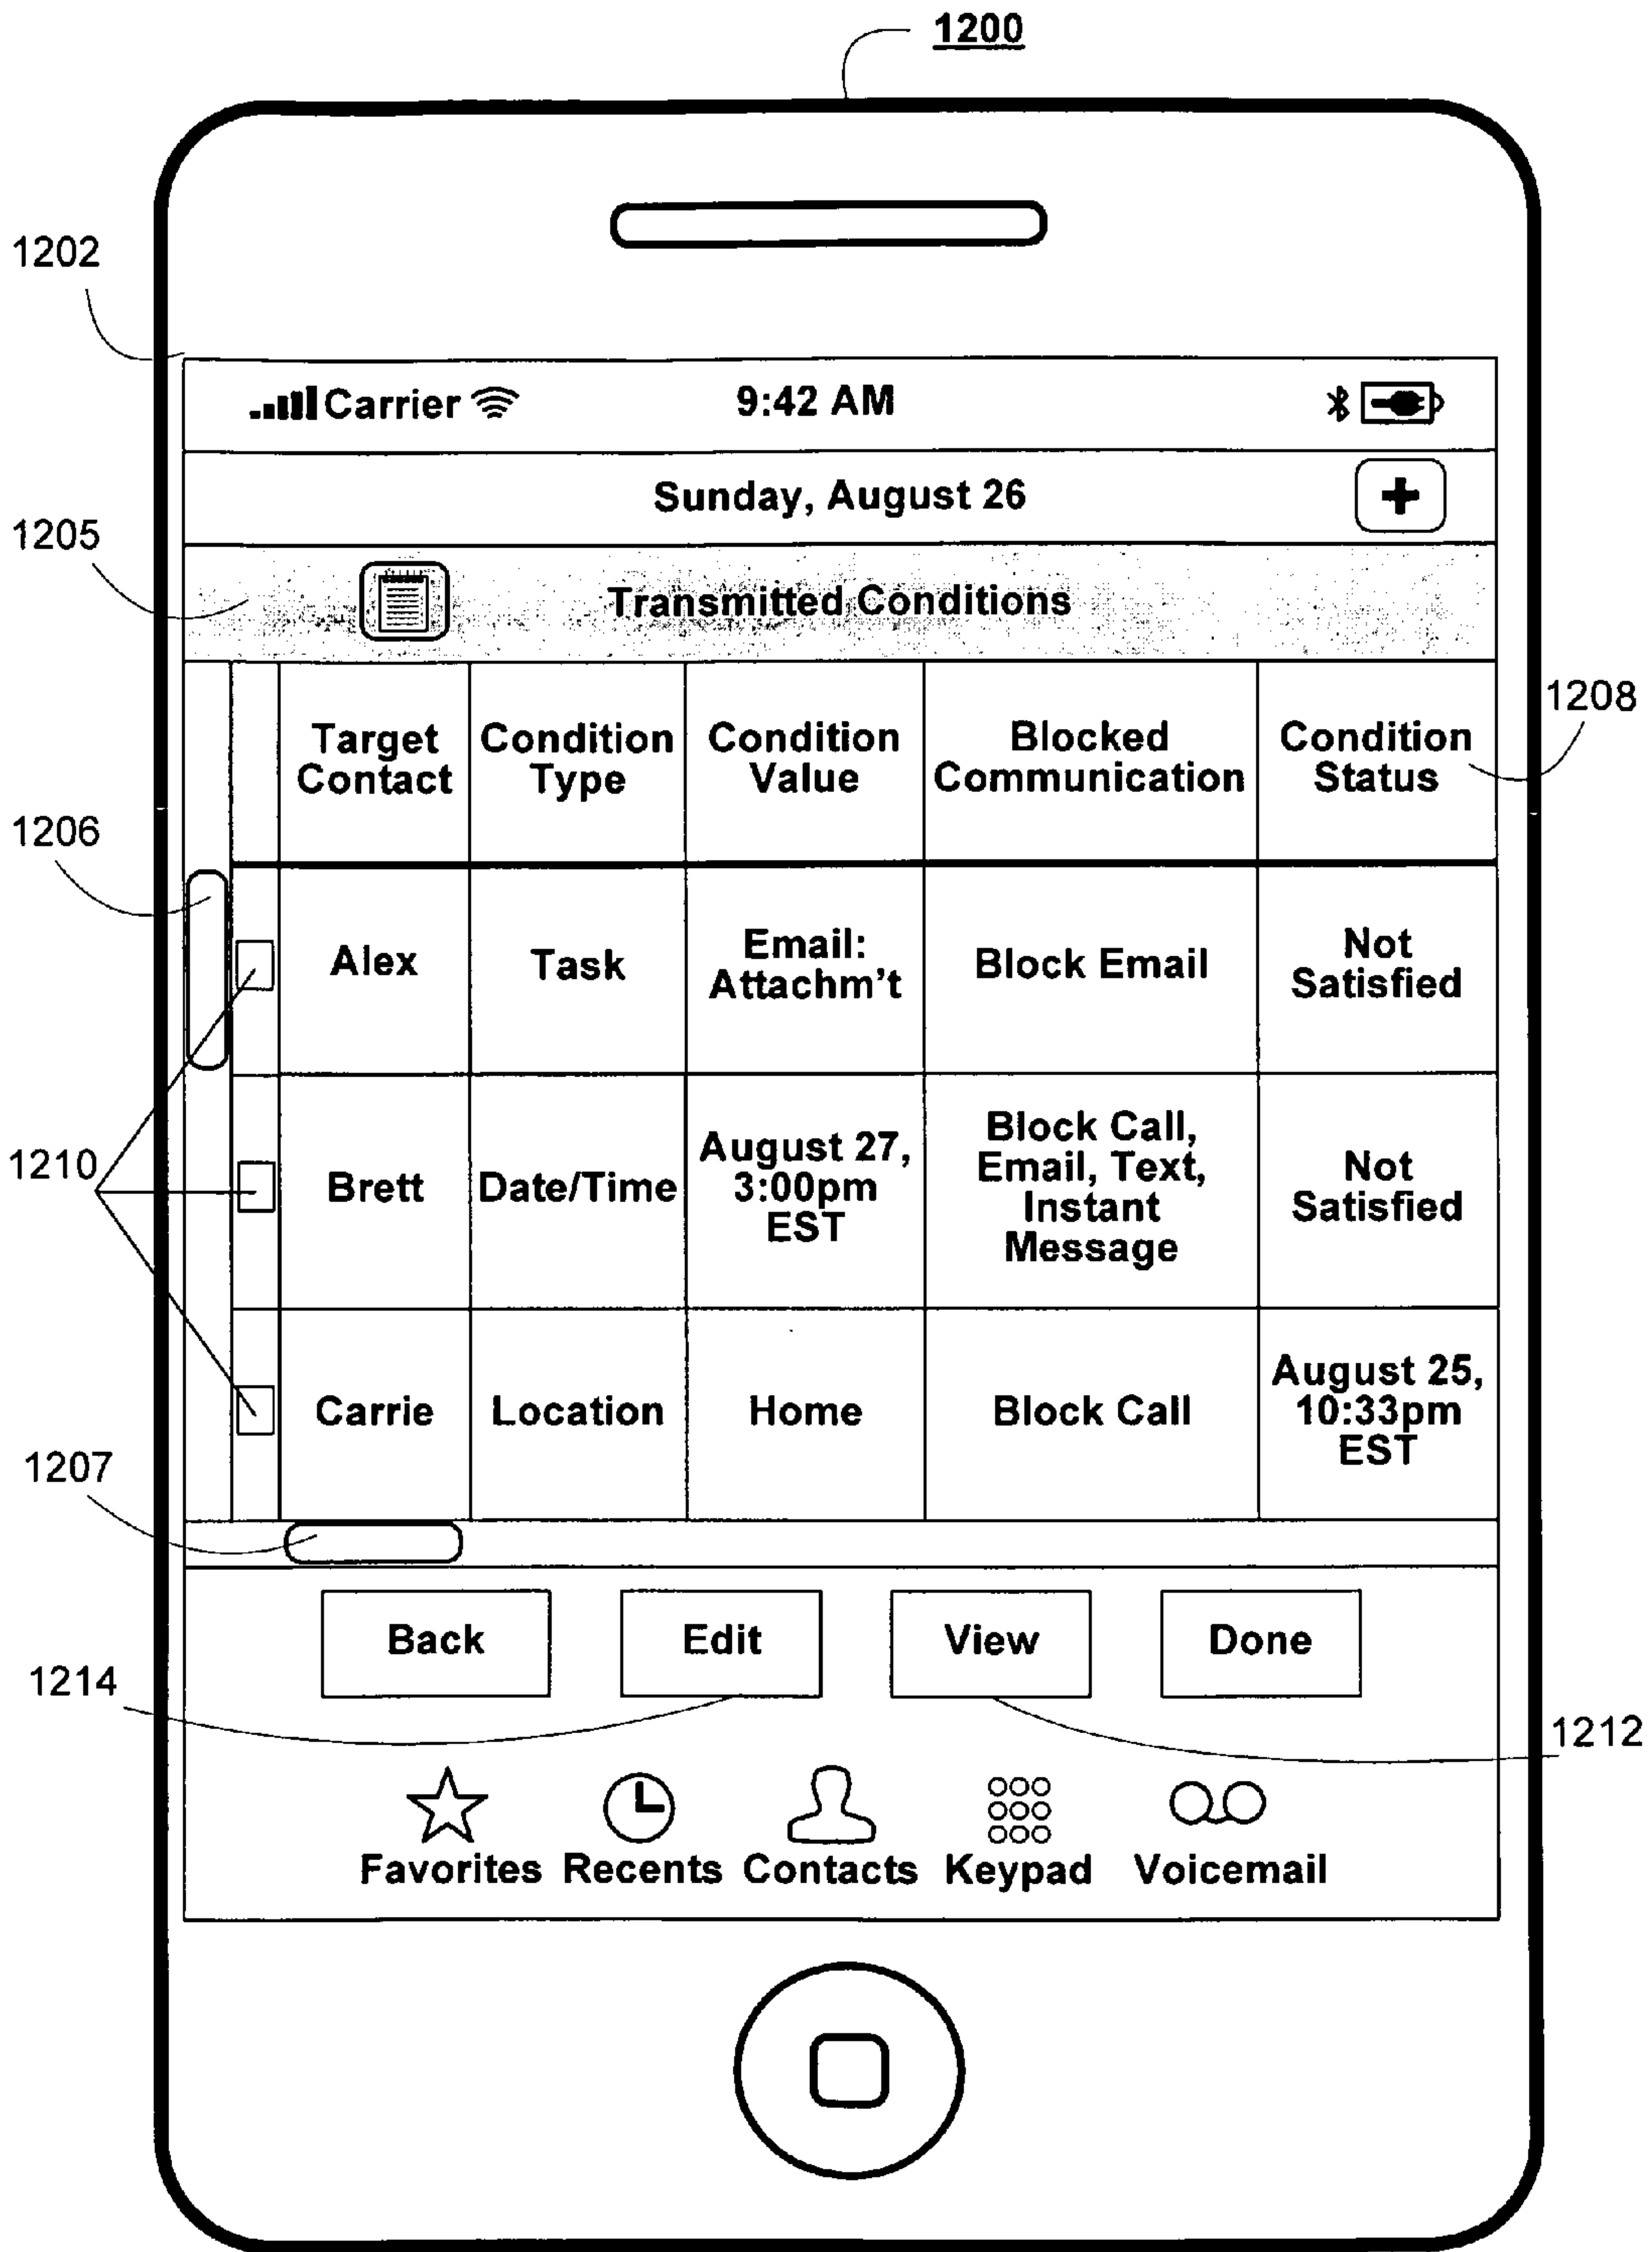 1200
1202
Carrier
9:42 AM
Sunday, August 26
+
1205
Transmitted Conditions
1208
Target
Contact
Condition
Type
Condition
Value
Blocked
Communication
Condition
Status
1206
Alex
Task
Email:
Attachm't
Block Email
Not
Satisfied
1210
Brett
Date/Time
August 27,
3:00pm
EST
Block Call,
Email, Text,
Instant
Message
Not
Satisfied
Carrie
Location
Home
Block Call
August 25,
10:33pm
EST
1207
Back
Edit
View
Done
1214
1212
Favorites
Recents
Contacts
Keypad
Voicemail